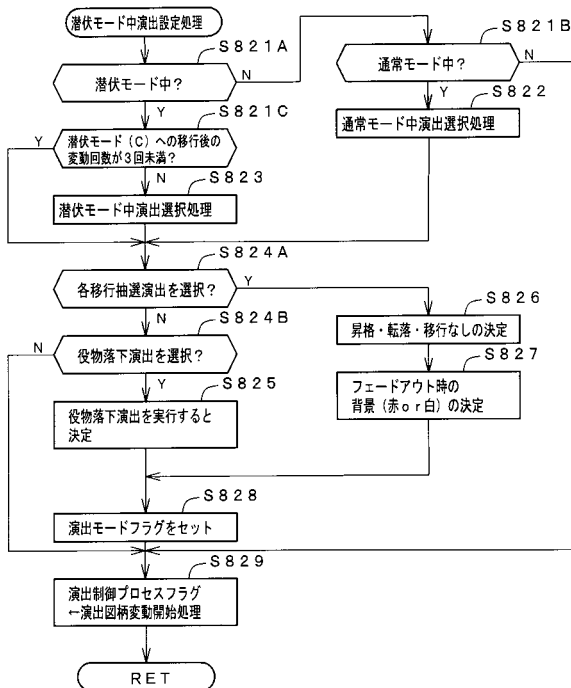 潜伏モード中演出設定処理
S821A
潜伏モード中?
N
Y
S821B
通常モード中?
N
Y
S822
通常モード中演出選択処理
S821C
潜伏モード(C)への移行後の
変動回数が3回未満?
Y
N
S823
潜伏モード中演出選択処理
S824A
各移行抽選演出を選択?
Y
N
S826
昇格・転落・移行なしの決定
S827
フェードアウト時の
背景(赤or白)の決定
S824B
役物落下演出を選択?
N
Y
S825
役物落下演出を実行すると
決定
S828
演出モードフラグをセット
S829
演出制御プロセスフラグ
←演出図柄変動開始処理
RET